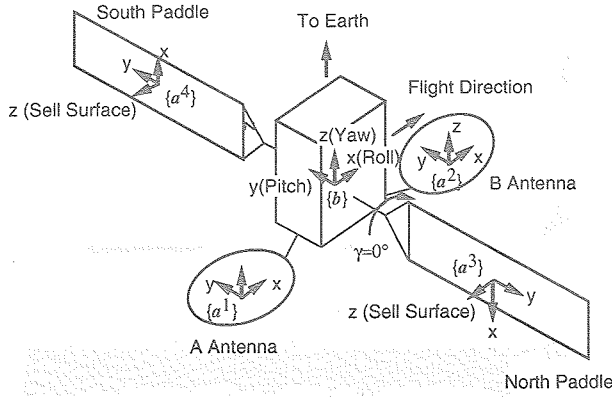 South Paddle
To Earth
x
y
{a⁴}
z (Sell Surface)
Flight Direction
z(Yaw)
x(Roll)
y(Pitch)
{b}
z
y
x
{a²}
B Antenna
γ=0°
y
x
{a¹}
A Antenna
{a³}
y
z (Sell Surface)
x
North Paddle